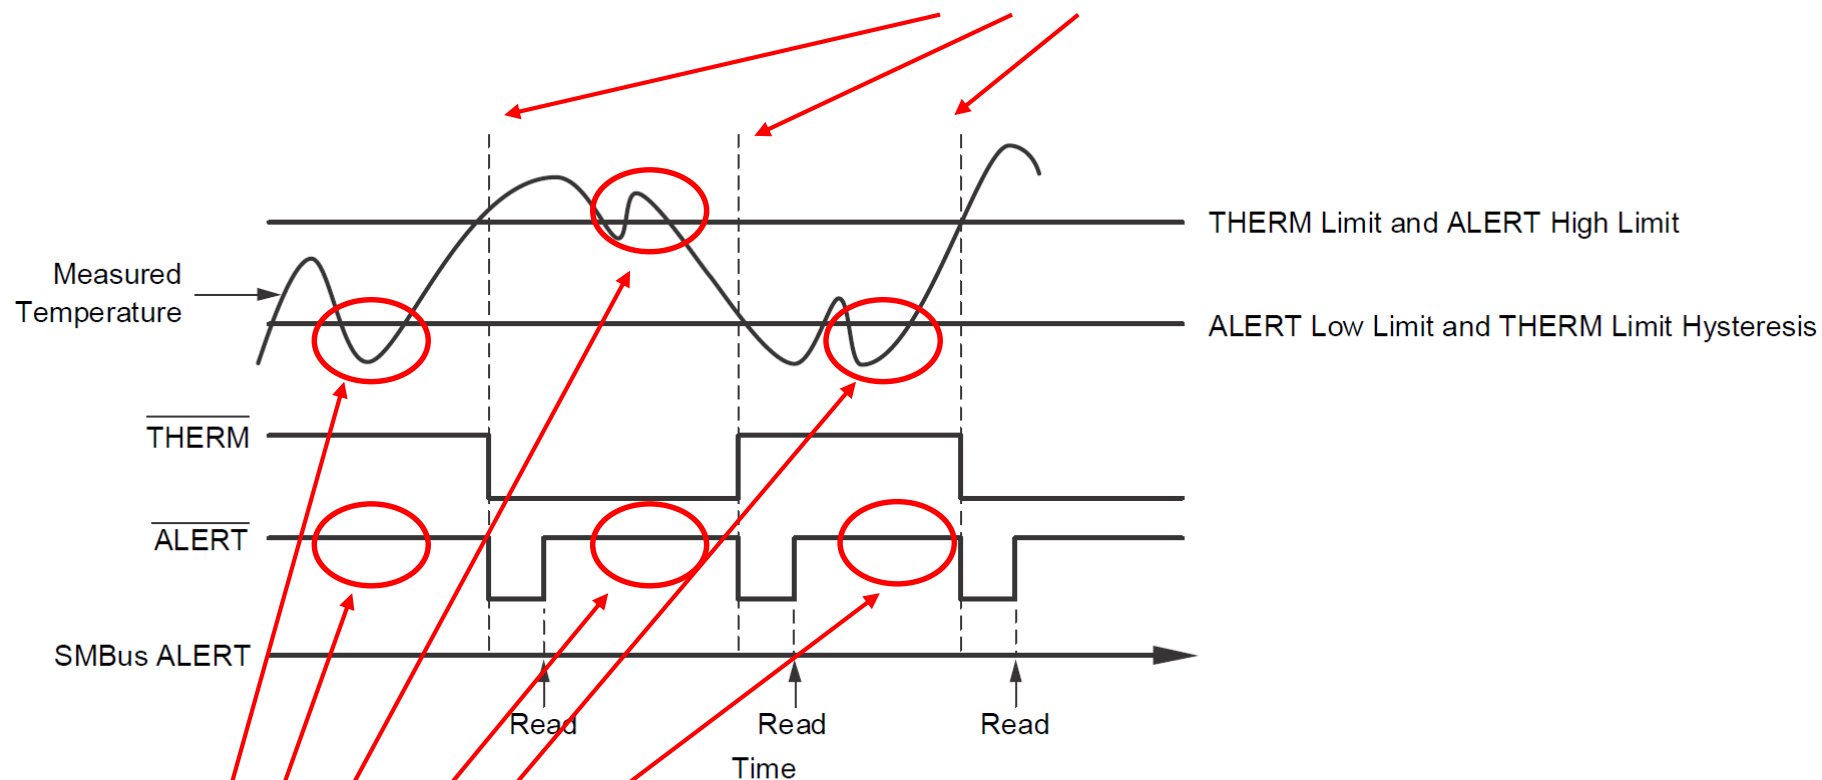 THERM Limit and ALERT High Limit
Measured
Temperature
ALERT Low Limit and THERM Limit Hysteresis
THERM
ALERT
SMBus ALERT
Read
Read
Read
Time